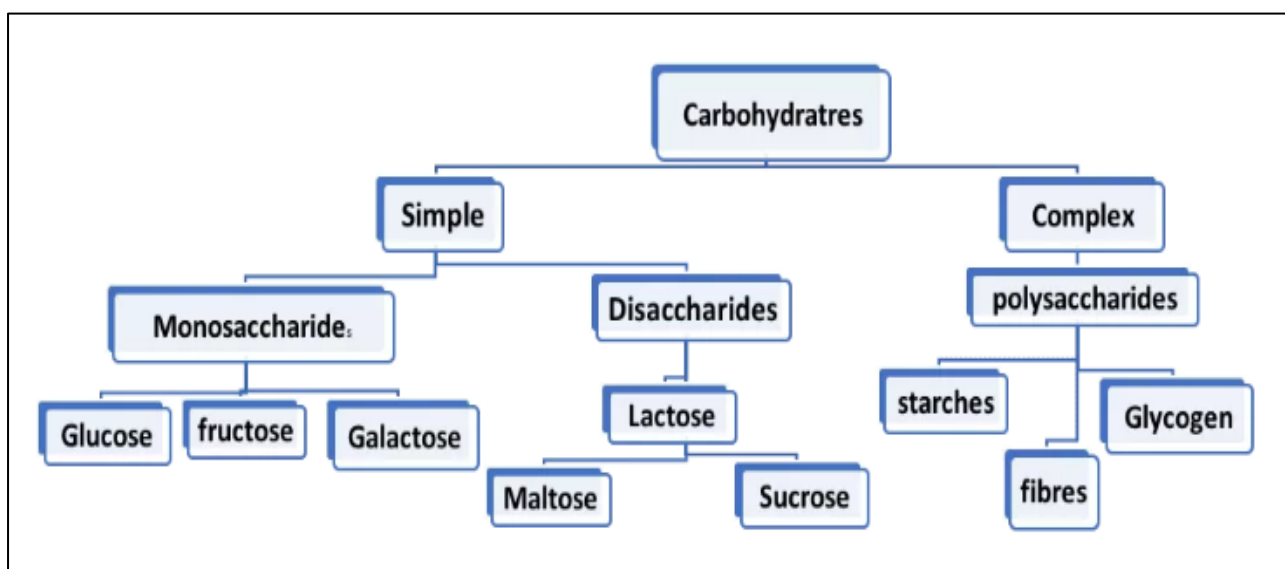 Carbohydratres
Simple
Complex
Monosaccharides
Disaccharides
polysaccharides
Glucose
fructose
Galactose
Lactose
starches
Glycogen
Maltose
Sucrose
fibres